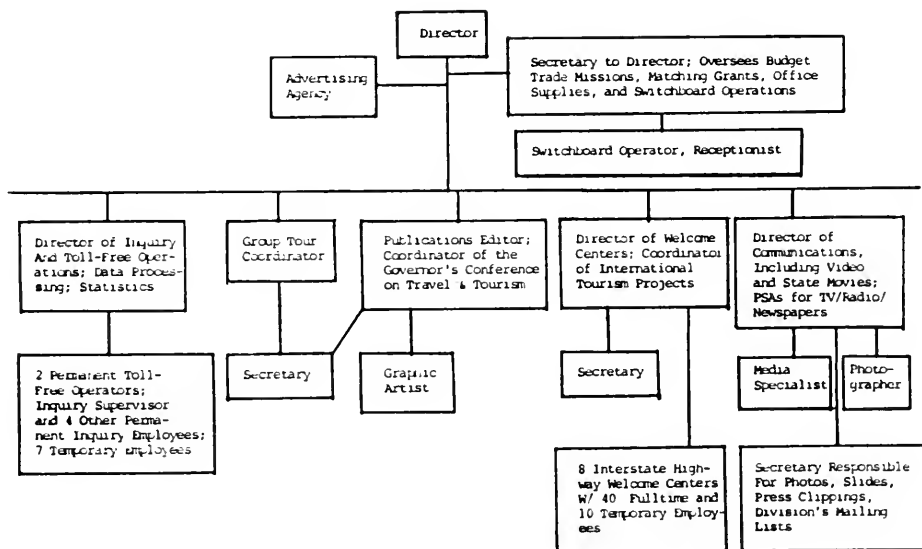 Director
Advertising
Agency
Secretary to Director; Oversees Budget
Trade Missions, Matching Grants, Office
Supplies, and Switchboard Operations
Switchboard Operator, Receptionist
Director of Inquiry
And Toll-Free Oper-
ations; Data Proces-
sing; Statistics
Group Tour
Coordinator
Publications Editor;
Coordinator of the
Governor's Conference
on Travel & Tourism
Director of Welcome
Centers; Coordinator
of International
Tourism Projects
Director of
Communications,
Including Video
and State Movies;
PSAs for TV/Radio/
Newspapers
2 Permanent Toll-
Free Operators;
Inquiry Supervisor
and 4 Other Perma-
nent Inquiry Employees;
7 Temporary Employees
Secretary
Graphic
Artist
Secretary
Media
Specialist
Photo-
grapher
8 Interstate High-
way Welcome Centers
W/ 40 Fulltime and
10 Temporary Employ-
ees
Secretary Responsible
For Photos, Slides,
Press Clippings,
Division's Mailing
Lists